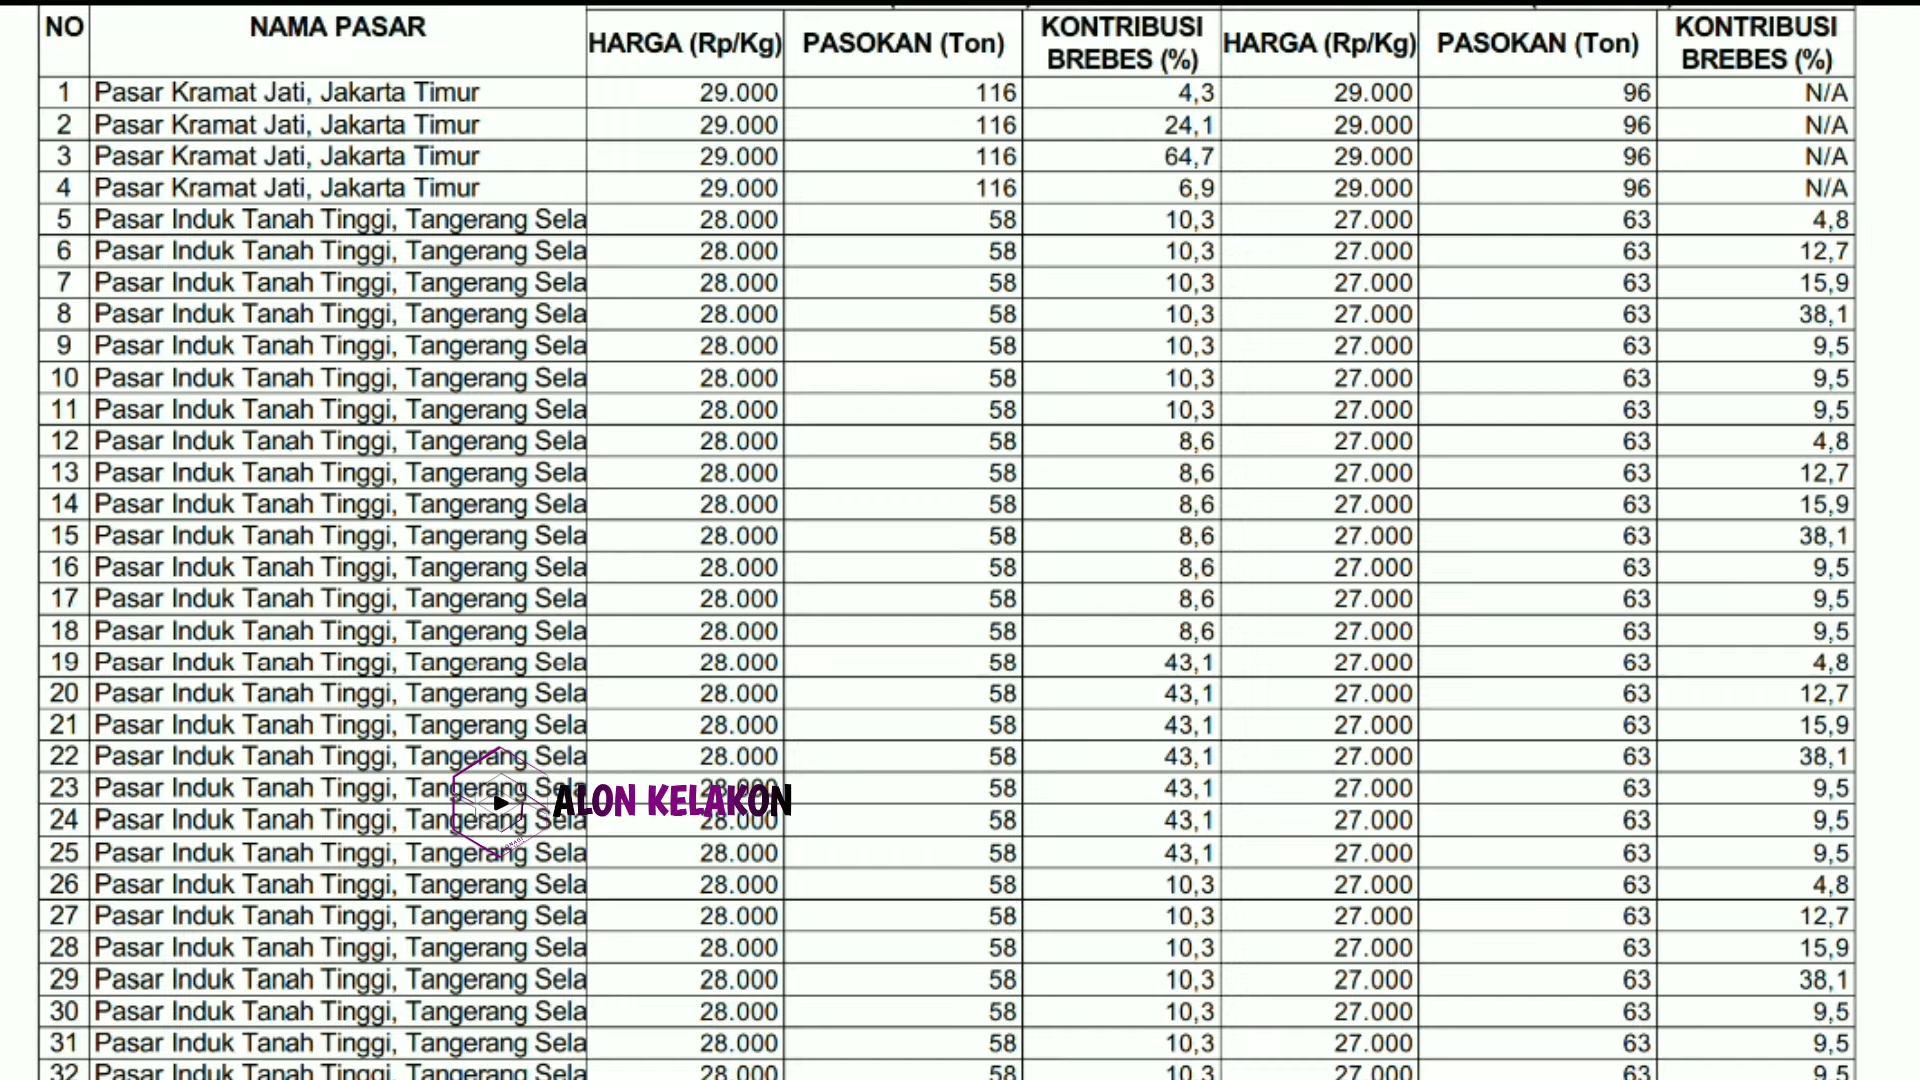 NO NAMA PASAR HARGA (Rp/Kg) PASOKAN (Ton) KONTRIBUSI BREBES (%) HARGA (Rp/Kg) PASOKAN (Ton) KONTRIBUSI BREBES (%)
1 Pasar Kramat Jati, Jakarta Timur 29.000 116 4,3 29.000 96 N/A
2 Pasar Kramat Jati, Jakarta Timur 29.000 116 24,1 29.000 96 N/A
3 Pasar Kramat Jati, Jakarta Timur 29.000 116 64,7 29.000 96 N/A
4 Pasar Kramat Jati, Jakarta Timur 29.000 116 6,9 29.000 96 N/A
5 Pasar Induk Tanah Tinggi, Tangerang Sela 28.000 58 10,3 27.000 63 4,8
6 Pasar Induk Tanah Tinggi, Tangerang Sela 28.000 58 10,3 27.000 63 12,7
7 Pasar Induk Tanah Tinggi, Tangerang Sela 28.000 58 10,3 27.000 63 15,9
8 Pasar Induk Tanah Tinggi, Tangerang Sela 28.000 58 10,3 27.000 63 38,1
9 Pasar Induk Tanah Tinggi, Tangerang Sela 28.000 58 10,3 27.000 63 9,5
10 Pasar Induk Tanah Tinggi, Tangerang Sela 28.000 58 10,3 27.000 63 9,5
11 Pasar Induk Tanah Tinggi, Tangerang Sela 28.000 58 10,3 27.000 63 9,5
12 Pasar Induk Tanah Tinggi, Tangerang Sela 28.000 58 8,6 27.000 63 4,8
13 Pasar Induk Tanah Tinggi, Tangerang Sela 28.000 58 8,6 27.000 63 12,7
14 Pasar Induk Tanah Tinggi, Tangerang Sela 28.000 58 8,6 27.000 63 15,9
15 Pasar Induk Tanah Tinggi, Tangerang Sela 28.000 58 8,6 27.000 63 38,1
16 Pasar Induk Tanah Tinggi, Tangerang Sela 28.000 58 8,6 27.000 63 9,5
17 Pasar Induk Tanah Tinggi, Tangerang Sela 28.000 58 8,6 27.000 63 9,5
18 Pasar Induk Tanah Tinggi, Tangerang Sela 28.000 58 8,6 27.000 63 9,5
19 Pasar Induk Tanah Tinggi, Tangerang Sela 28.000 58 43,1 27.000 63 4,8
20 Pasar Induk Tanah Tinggi, Tangerang Sela 28.000 58 43,1 27.000 63 12,7
21 Pasar Induk Tanah Tinggi, Tangerang Sela 28.000 58 43,1 27.000 63 15,9
22 Pasar Induk Tanah Tinggi, Tangerang Sela 28.000 58 43,1 27.000 63 38,1
23 Pasar Induk Tanah Tinggi, Tangerang Sela 58 43,1 27.000 63 9,5
ALON KELAKON
24 Pasar Induk Tanah Tinggi, Tangerang Sela 28.000 58 43,1 27.000 63 9,5
25 Pasar Induk Tanah Tinggi, Tangerang Sela 28.000 58 43,1 27.000 63 9,5
26 Pasar Induk Tanah Tinggi, Tangerang Sela 28.000 58 10,3 27.000 63 4,8
27 Pasar Induk Tanah Tinggi, Tangerang Sela 28.000 58 10,3 27.000 63 12,7
28 Pasar Induk Tanah Tinggi, Tangerang Sela 28.000 58 10,3 27.000 63 15,9
29 Pasar Induk Tanah Tinggi, Tangerang Sela 28.000 58 10,3 27.000 63 38,1
30 Pasar Induk Tanah Tinggi, Tangerang Sela 28.000 58 10,3 27.000 63 9,5
31 Pasar Induk Tanah Tinggi, Tangerang Sela 28.000 58 10,3 27.000 63 9,5
32 Pasar Induk Tanah Tinggi, Tangerang Sela 28.000 58 10,3 27.000 63 9,5